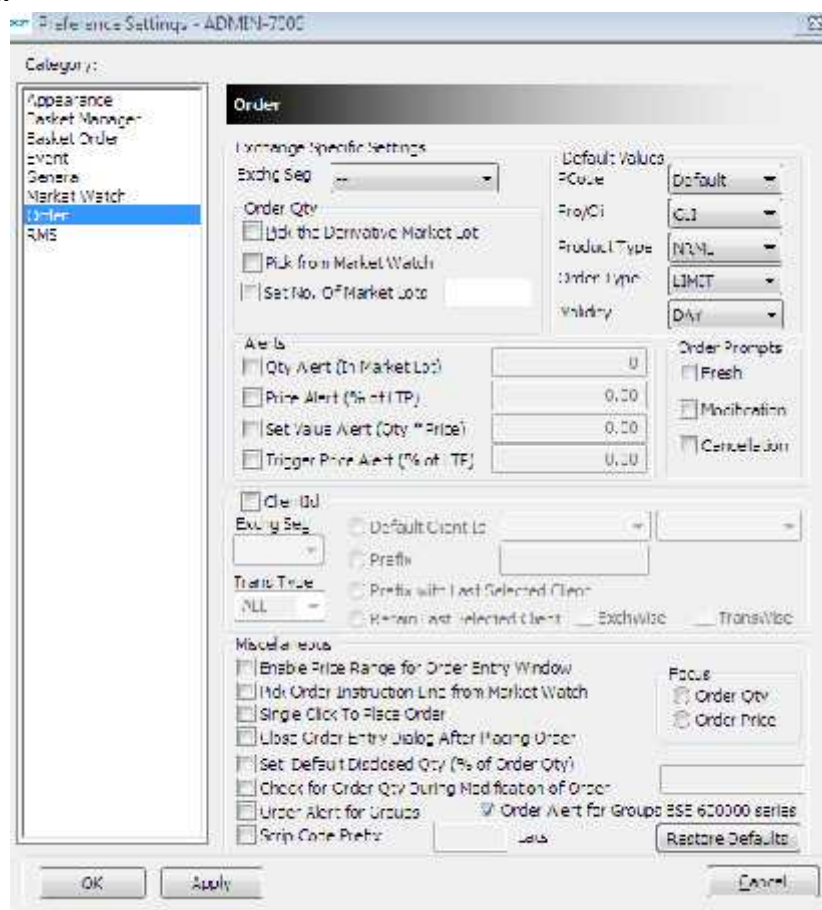 Preference Settings - ADMIN-7000
Category:
Appearance
Basket Manager
Basket Order
Event
General
Market Watch
Order
RMS
Order
Exchange Specific Settings
Exchg Seg --
Order Qty
Pick the Derivative Market Lot
Pick from Market Watch
Set No. Of Market Lots
Default Values
PCode Default
Pro/Cli CLI
Product Type NRML
Order Type LIMIT
Validity DAY
Alerts
Qty Alert (In Market Lot) 0
Price Alert (% of LTP) 0.00
Set Value Alert (Qty * Price) 0.00
Trigger Price Alert (% of LTP) 0.00
Order Prompts
Fresh
Modification
Cancellation
ClientId
Exchg Seg
Default Client Id
Prefix
Trans Type
ALL
Prefix with Last Selected Client
Retain Last Selected Client Exchwise TransWise
Miscellaneous
Enable Price Range for Order Entry Window
Pick Order Instruction Line from Market Watch
Single Click To Place Order
Close Order Entry Dialog After Placing Order
Focus
Order Qty
Order Price
Set Default Disclosed Qty (% of Order Qty)
Check for Order Qty During Modification of Order
Order Alert for Groups Order Alert for Groups BSE 600000 series
Scrip Code Prefix
Restore Defaults
OK Apply Cancel